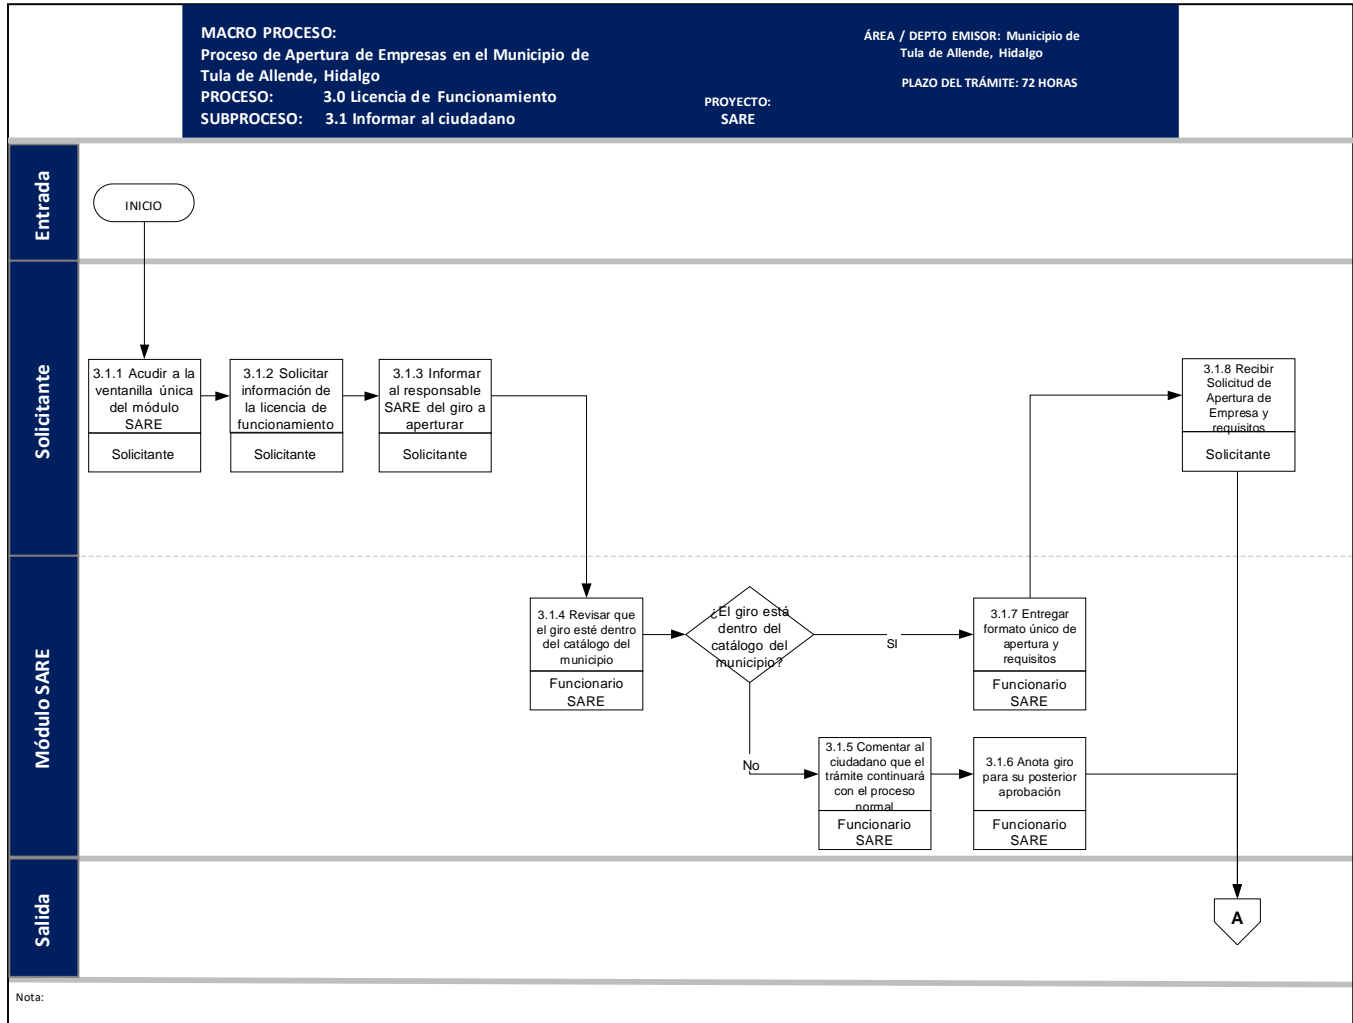 MACRO PROCESO:
Proceso de Apertura de Empresas en el Municipio de
Tula de Allende, Hidalgo
PROCESO: 3.0 Licencia de Funcionamiento
SUBPROCESO: 3.1 Informar al ciudadano
PROYECTO:
SARE
ÁREA / DEPTO EMISOR: Municipio de
Tula de Allende, Hidalgo
PLAZO DEL TRÁMITE: 72 HORAS
Entrada
INICIO
Solicitante
3.1.1 Acudir a la
ventanilla única
del módulo
SARE
Solicitante
3.1.2 Solicitar
información de
la licencia de
funcionamiento
Solicitante
3.1.3 Informar
al responsable
SARE del giro a
aperturar
Solicitante
3.1.8 Recibir
Solicitud de
Apertura de
Empresa y
requisitos
Solicitante
Módulo SARE
3.1.4 Revisar que
el giro esté dentro
del catálogo del
municipio
Funcionario
SARE
¿El giro está
dentro del
catálogo del
municipio?
SI
No
3.1.7 Entregar
formato único de
apertura y
requisitos
Funcionario
SARE
3.1.5 Comentar al
ciudadano que el
trámite continuará
con el proceso
normal
Funcionario
SARE
3.1.6 Anota giro
para su posterior
aprobación
Funcionario
SARE
Salida
A
Nota: